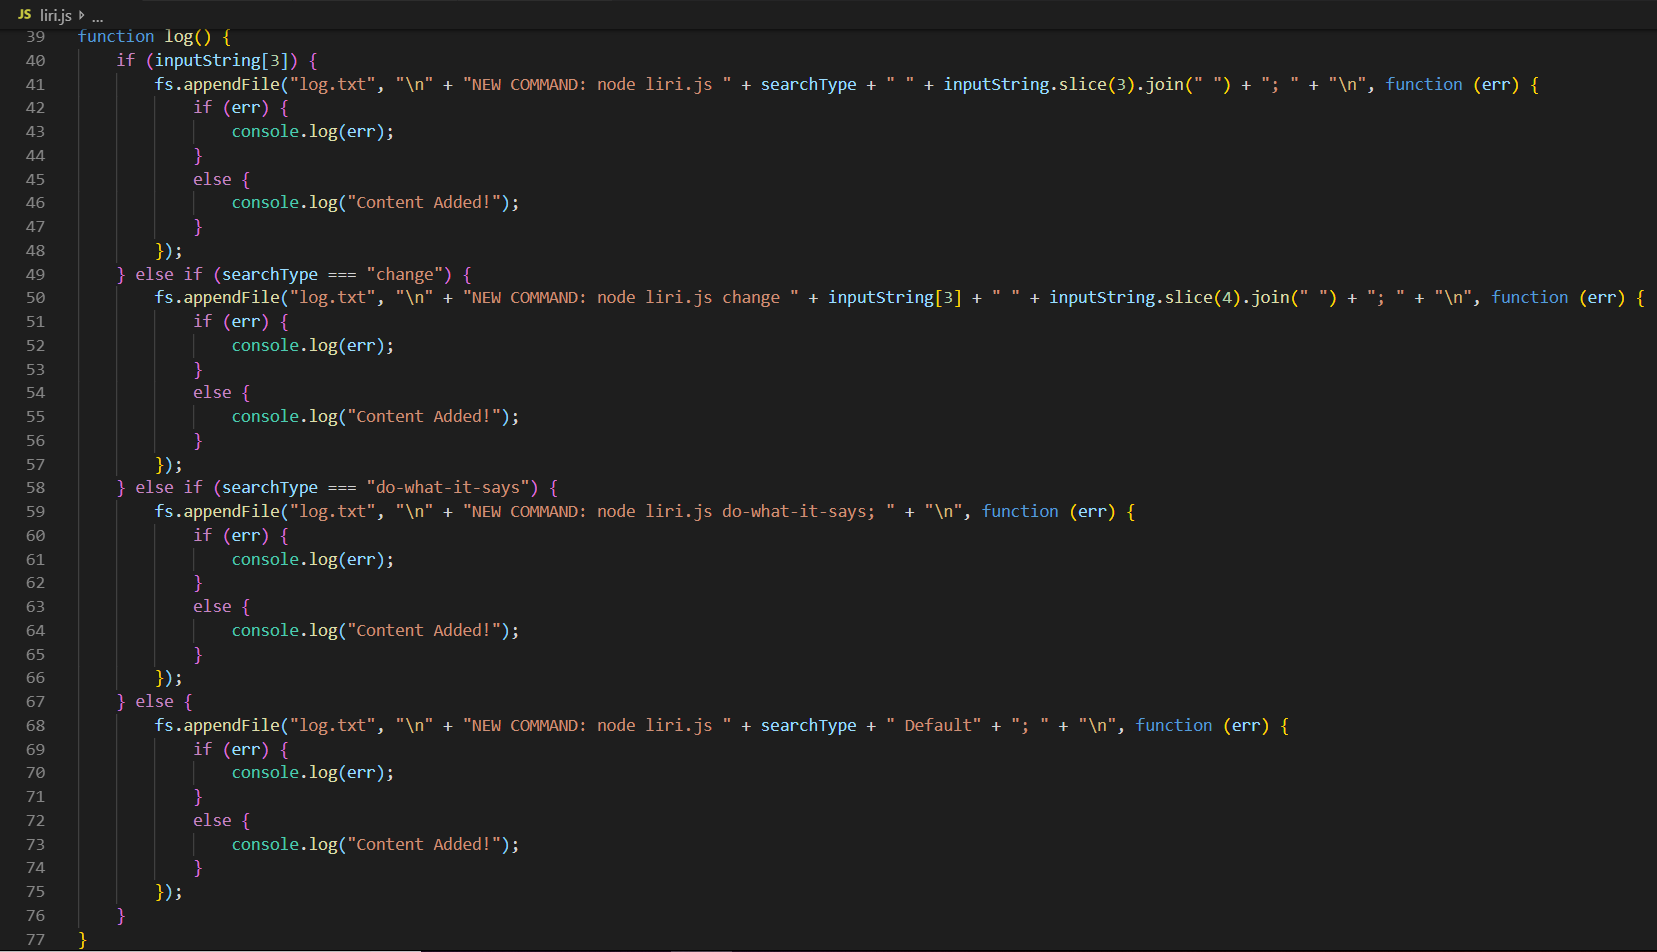 JS liri.js ▸ ...
39 function log() {
40 if (inputString[3]) {
41 fs.appendFile("log.txt", "\n" + "NEW COMMAND: node liri.js " + searchType + " " + inputString.slice(3).join(" ") + "; " + "\n", function (err) {
42 if (err) {
43 console.log(err);
44 }
45 else {
46 console.log("Content Added!");
47 }
48 });
49 } else if (searchType === "change") {
50 fs.appendFile("log.txt", "\n" + "NEW COMMAND: node liri.js change " + inputString[3] + " " + inputString.slice(4).join(" ") + "; " + "\n", function (err) {
51 if (err) {
52 console.log(err);
53 }
54 else {
55 console.log("Content Added!");
56 }
57 });
58 } else if (searchType === "do-what-it-says") {
59 fs.appendFile("log.txt", "\n" + "NEW COMMAND: node liri.js do-what-it-says; " + "\n", function (err) {
60 if (err) {
61 console.log(err);
62 }
63 else {
64 console.log("Content Added!");
65 }
66 });
67 } else {
68 fs.appendFile("log.txt", "\n" + "NEW COMMAND: node liri.js " + searchType + " Default" + "; " + "\n", function (err) {
69 if (err) {
70 console.log(err);
71 }
72 else {
73 console.log("Content Added!");
74 }
75 });
76 }
77 }